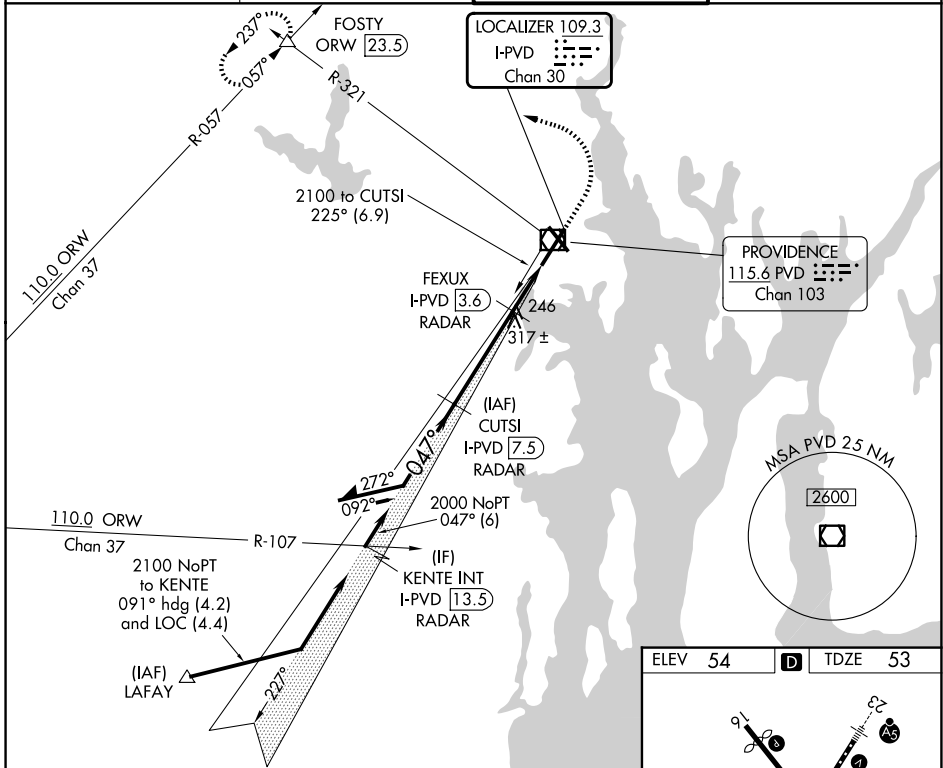 FOSTY
ORW 23.5
237°
057°
R-321
R-057
LOCALIZER 109.3
I-PVD
Chan 30
2100 to CUTSI
225° (6.9)
110.0 ORW
Chan 37
PROVIDENCE
115.6 PVD
Chan 103
FEXUX
I-PVD 3.6
RADAR
246
317 ±
(IAF)
CUTSI
I-PVD 7.5
RADAR
047°
272°
092°
2000 NoPT
047° (6)
MSA PVD 25 NM
2600
110.0 ORW
Chan 37
R-107
(IF)
KENTE INT
I-PVD 13.5
RADAR
2100 NoPT
to KENTE
091° hdg (4.2)
and LOC (4.4)
(IAF)
LAFAY
227°
ELEV 54 D TDZE 53
16
23
A5